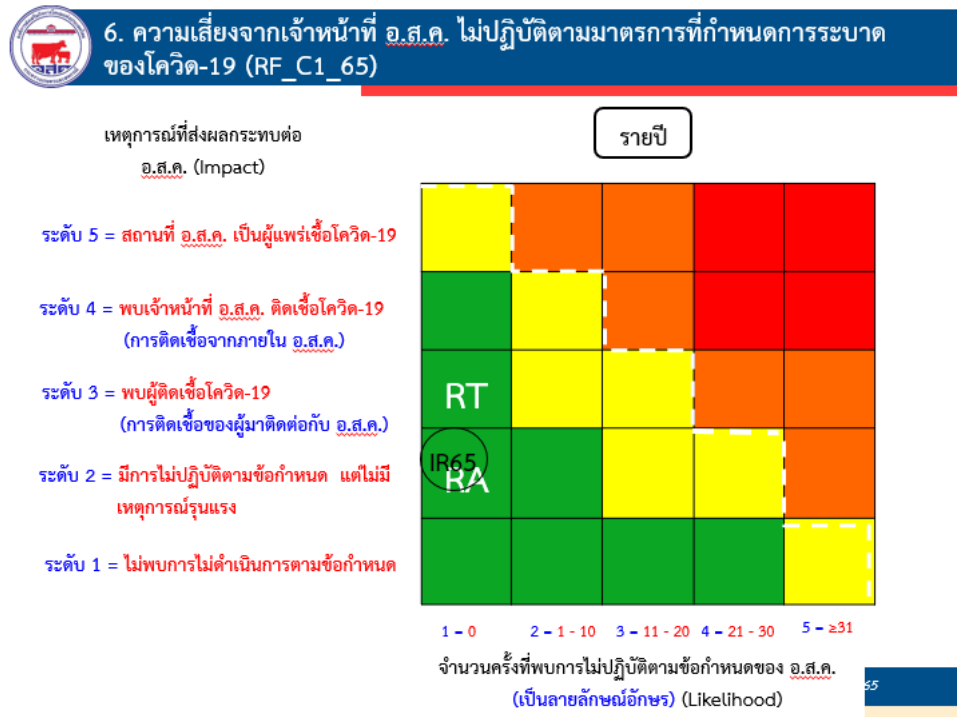 6. ความเสี่ยงจากเจ้าหน้าที่ อ.ส.ค. ไม่ปฏิบัติตามมาตรการที่กำหนดการระบาด
ของโควิด-19 (RF_C1_65)
เหตุการณ์ที่ส่งผลกระทบต่อ
อ.ส.ค. (Impact)
รายปี
ระดับ 5 = สถานที่ อ.ส.ค. เป็นผู้แพร่เชื้อโควิด-19
ระดับ 4 = พบเจ้าหน้าที่ อ.ส.ค. ติดเชื้อโควิด-19
(การติดเชื้อจากภายใน อ.ส.ค.)
ระดับ 3 = พบผู้ติดเชื้อโควิด-19
(การติดเชื้อของผู้มาติดต่อกับ อ.ส.ค.)
RT
ระดับ 2 = มีการไม่ปฏิบัติตามข้อกำหนด แต่ไม่มี
เหตุการณ์รุนแรง
IR65
RA
ระดับ 1 = ไม่พบการไม่ดำเนินการตามข้อกำหนด
1 = 0 2 = 1 - 10 3 = 11 - 20 4 = 21 - 30 5 = ≥31
จำนวนครั้งที่พบการไม่ปฏิบัติตามข้อกำหนดของ อ.ส.ค.
(เป็นลายลักษณ์อักษร) (Likelihood)
65